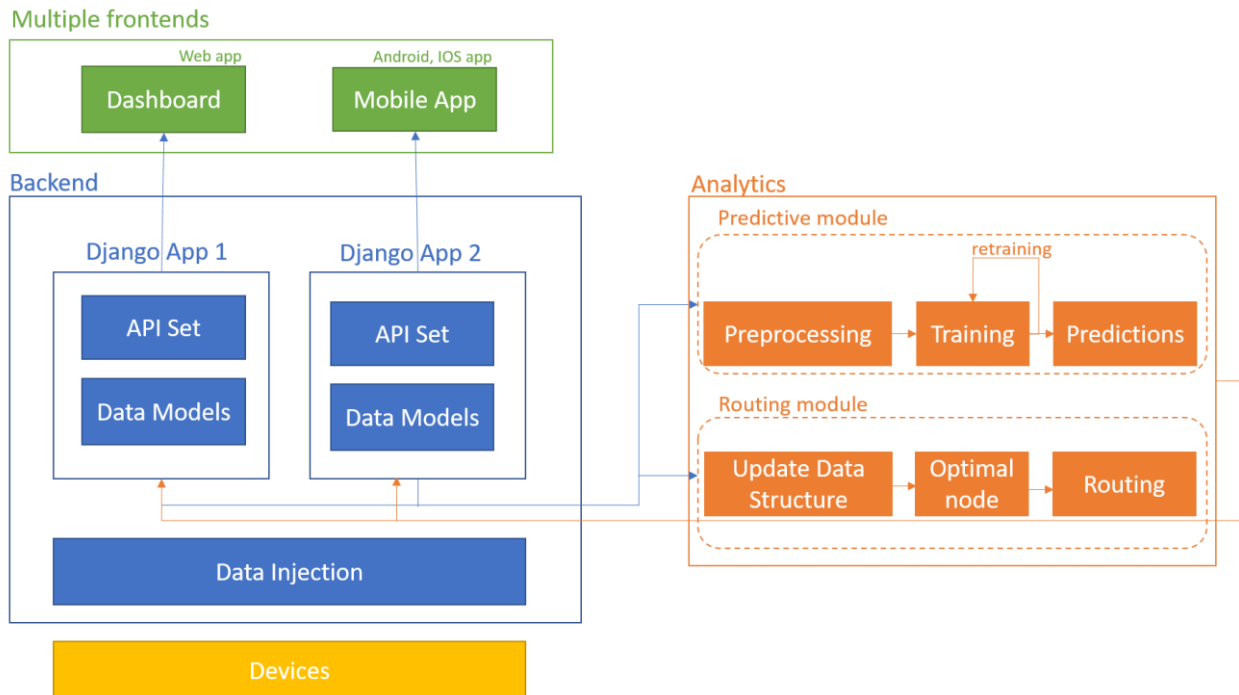 Multiple frontends
Web app
Android, IOS app
Dashboard
Mobile App
Backend
Django App 1
Django App 2
API Set
API Set
Data Models
Data Models
Data Injection
Devices
Analytics
Predictive module
retraining
Preprocessing
Training
Predictions
Routing module
Update Data
Structure
Optimal
node
Routing